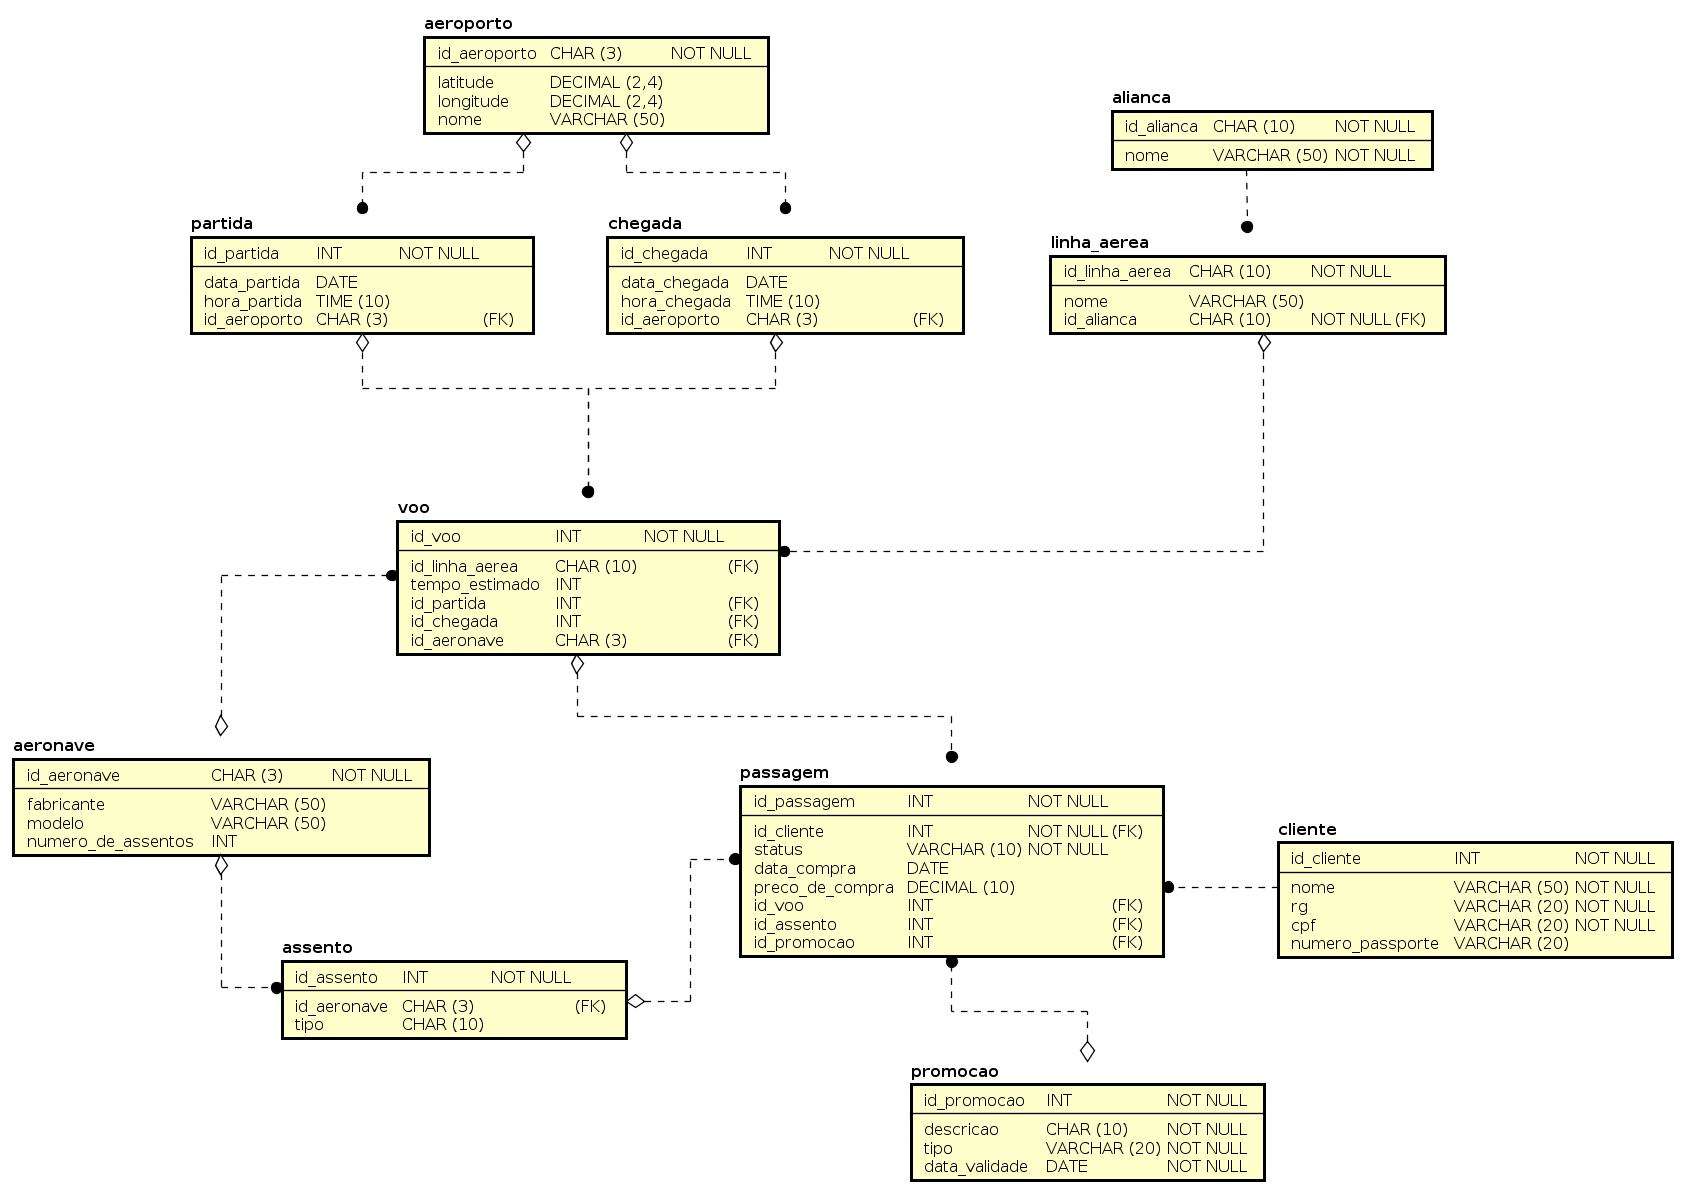 aeroporto
id_aeroporto CHAR (3) NOT NULL
latitude DECIMAL (2,4)
longitude DECIMAL (2,4)
nome VARCHAR (50)
alianca
id_alianca CHAR (10) NOT NULL
nome VARCHAR (50) NOT NULL
partida
id_partida INT NOT NULL
data_partida DATE
hora_partida TIME (10)
id_aeroporto CHAR (3) (FK)
chegada
id_chegada INT NOT NULL
data_chegada DATE
hora_chegada TIME (10)
id_aeroporto CHAR (3) (FK)
linha_aerea
id_linha_aerea CHAR (10) NOT NULL
nome VARCHAR (50)
id_alianca CHAR (10) NOT NULL (FK)
voo
id_voo INT NOT NULL
id_linha_aerea CHAR (10) (FK)
tempo_estimado INT
id_partida INT (FK)
id_chegada INT (FK)
id_aeronave CHAR (3) (FK)
aeronave
id_aeronave CHAR (3) NOT NULL
fabricante VARCHAR (50)
modelo VARCHAR (50)
numero_de_assentos INT
passagem
id_passagem INT NOT NULL
id_cliente INT NOT NULL (FK)
status VARCHAR (10) NOT NULL
data_compra DATE
preco_de_compra DECIMAL (10)
id_voo INT (FK)
id_assento INT (FK)
id_promocao INT (FK)
cliente
id_cliente INT NOT NULL
nome VARCHAR (50) NOT NULL
rg VARCHAR (20) NOT NULL
cpf VARCHAR (20) NOT NULL
numero_passporte VARCHAR (20)
assento
id_assento INT NOT NULL
id_aeronave CHAR (3) (FK)
tipo CHAR (10)
promocao
id_promocao INT NOT NULL
descricao CHAR (10) NOT NULL
tipo VARCHAR (20) NOT NULL
data_validade DATE NOT NULL